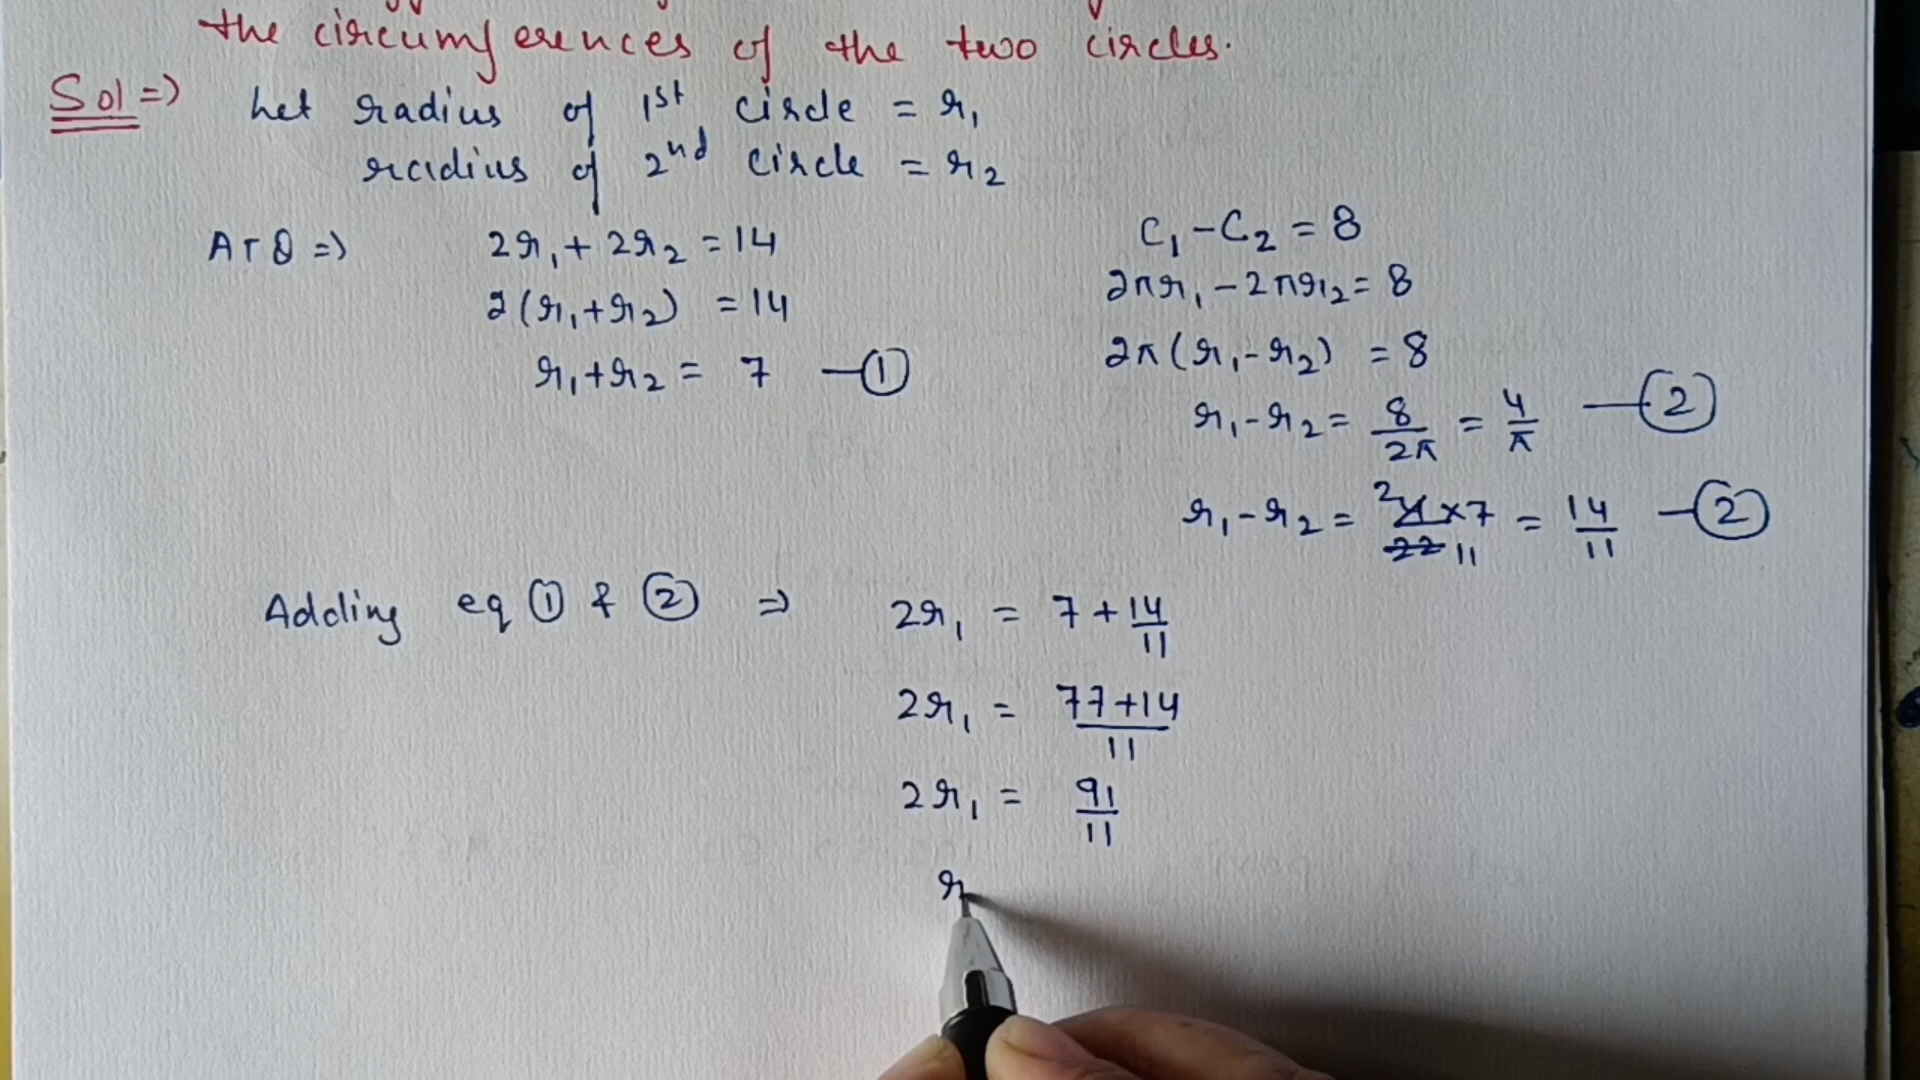 the circumferences of the two circles.
Sol => Let radius of 1st circle = r₁
radius of 2nd circle = r₂
ATQ => 2r₁ + 2r₂ = 14
2(r₁+r₂) = 14
r₁+r₂ = 7 —①
C₁ - C₂ = 8
2πr₁ - 2πr₂ = 8
2π(r₁-r₂) = 8
r₁-r₂ = 8/2π = 4/π —②
r₁-r₂ = 2 4×7/22 11 = 14/11 —②
Adding eq ① & ② => 2r₁ = 7 + 14/11
2r₁ = 77+14/11
2r₁ = 91/11
r